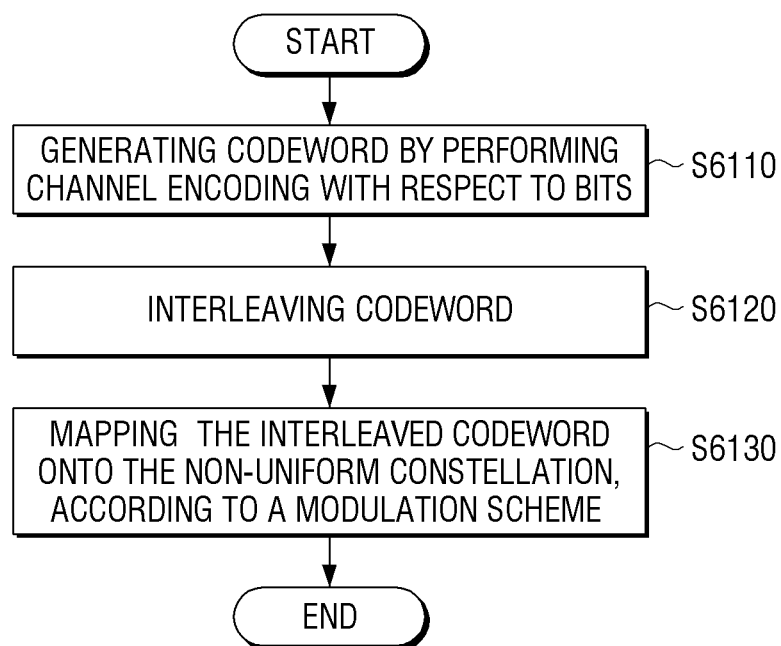 START
GENERATING CODEWORD BY PERFORMING
CHANNEL ENCODING WITH RESPECT TO BITS
S6110
INTERLEAVING CODEWORD
S6120
MAPPING THE INTERLEAVED CODEWORD
ONTO THE NON-UNIFORM CONSTELLATION,
ACCORDING TO A MODULATION SCHEME
S6130
END